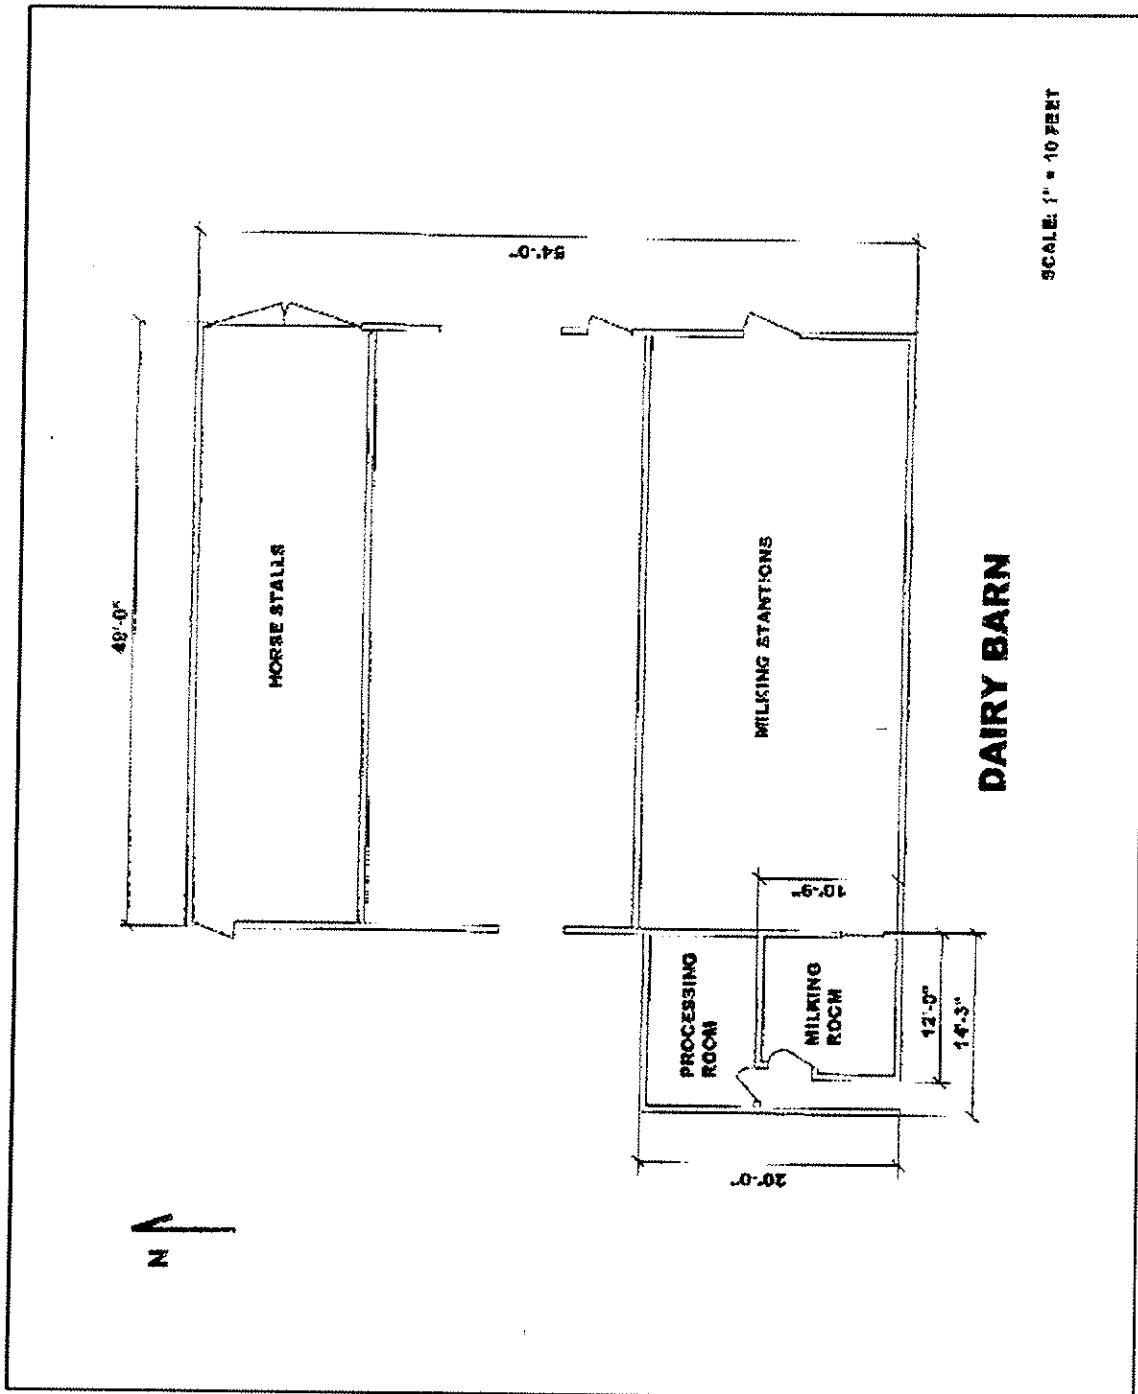 49'-0"
54'-0"
HORSE STALLS
MILKING STANTIONS
10'-9"
PROCESSING
ROOM
MILKING
ROOM
12'-0"
14'-3"
20'-0"
N
DAIRY BARN
SCALE: 1" = 10 FEET